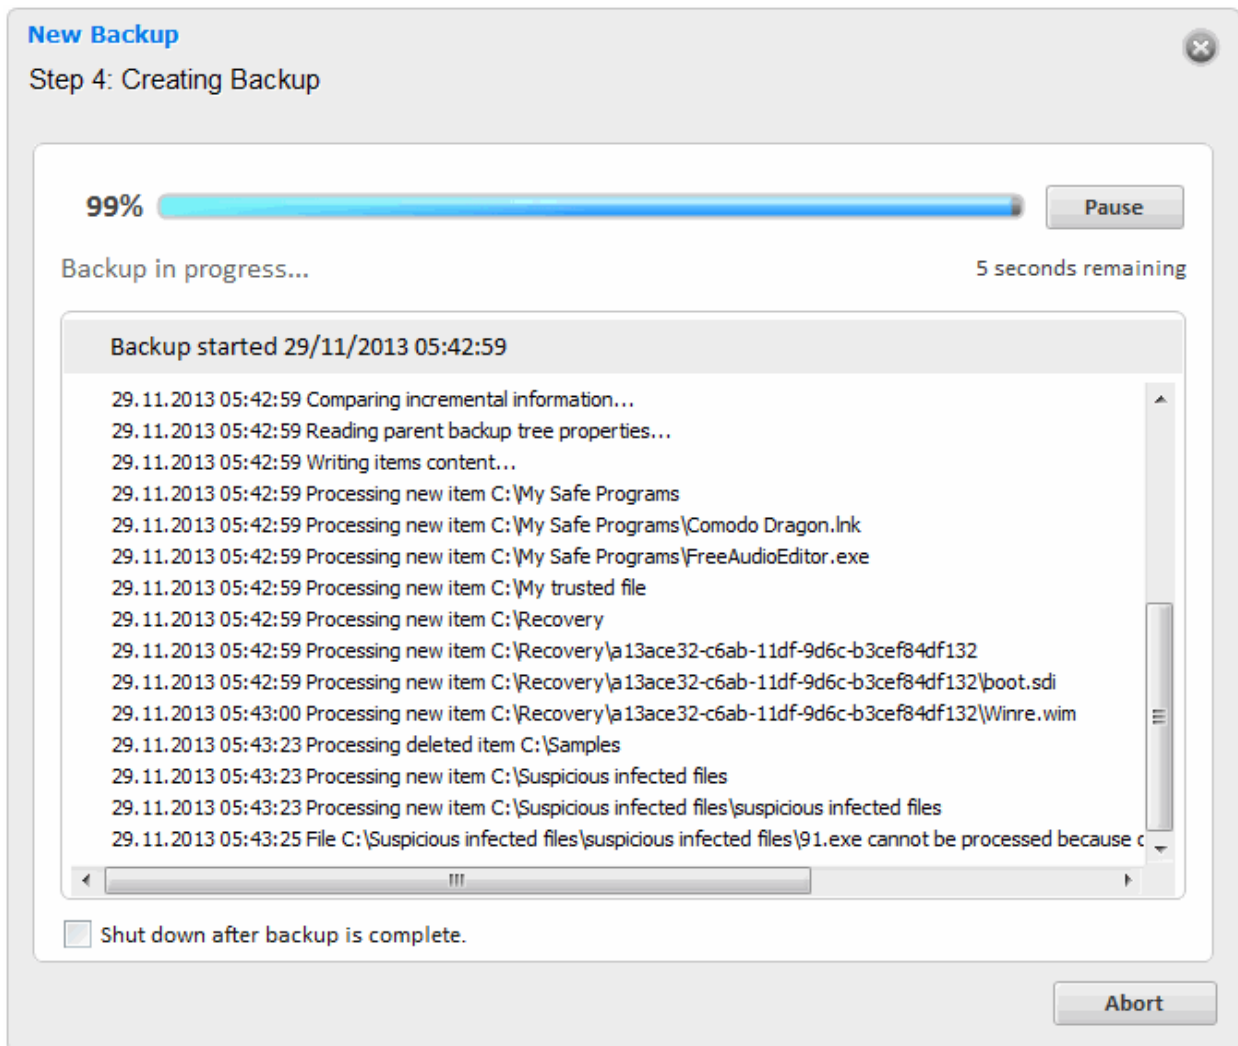 New Backup
Step 4: Creating Backup
99%
Pause
Backup in progress...
5 seconds remaining
Backup started 29/11/2013 05:42:59
29.11.2013 05:42:59 Comparing incremental information...
29.11.2013 05:42:59 Reading parent backup tree properties...
29.11.2013 05:42:59 Writing items content...
29.11.2013 05:42:59 Processing new item C:\My Safe Programs
29.11.2013 05:42:59 Processing new item C:\My Safe Programs\Comodo Dragon.lnk
29.11.2013 05:42:59 Processing new item C:\My Safe Programs\FreeAudioEditor.exe
29.11.2013 05:42:59 Processing new item C:\My trusted file
29.11.2013 05:42:59 Processing new item C:\Recovery
29.11.2013 05:42:59 Processing new item C:\Recovery\a13ace32-c6ab-11df-9d6c-b3cef84df132
29.11.2013 05:42:59 Processing new item C:\Recovery\a13ace32-c6ab-11df-9d6c-b3cef84df132\boot.sdi
29.11.2013 05:43:00 Processing new item C:\Recovery\a13ace32-c6ab-11df-9d6c-b3cef84df132\Winre.wim
29.11.2013 05:43:23 Processing deleted item C:\Samples
29.11.2013 05:43:23 Processing new item C:\Suspicious infected files
29.11.2013 05:43:23 Processing new item C:\Suspicious infected files\suspicious infected files
29.11.2013 05:43:25 File C:\Suspicious infected files\suspicious infected files\91.exe cannot be processed because
Shut down after backup is complete.
Abort